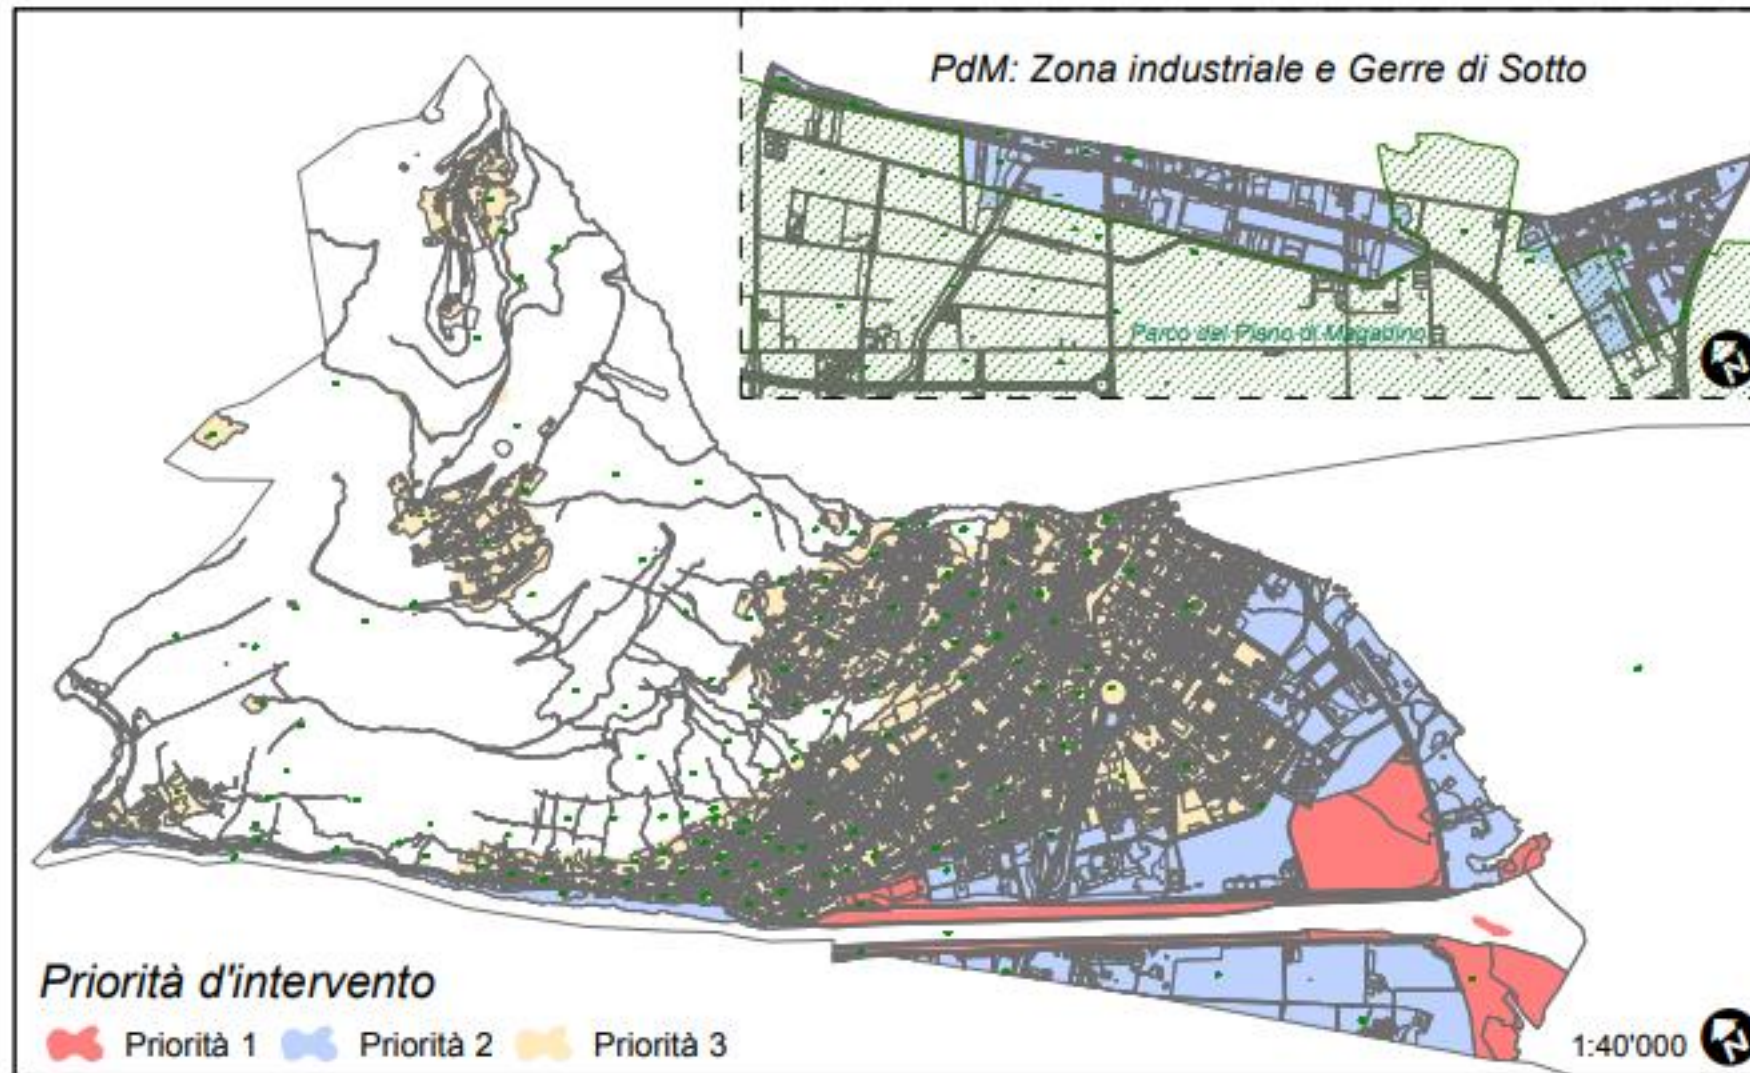 PdM: Zona industriale e Gerre di Sotto
Parco del Piano di Magadino
N
Priorità d'intervento
Priorità 1
Priorità 2
Priorità 3
1:40'000
N